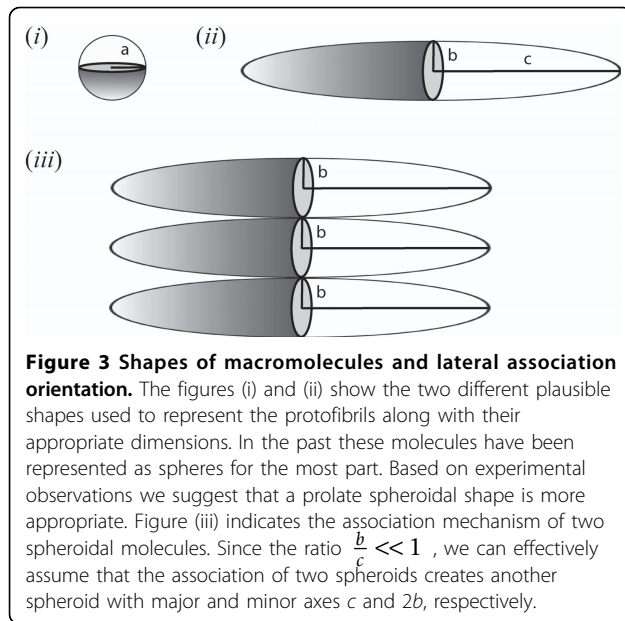 (i)
a
(ii)
b
c
(iii)
b
b
b
Figure 3 Shapes of macromolecules and lateral association
orientation. The figures (i) and (ii) show the two different plausible
shapes used to represent the protofibrils along with their
appropriate dimensions. In the past these molecules have been
represented as spheres for the most part. Based on experimental
observations we suggest that a prolate spheroidal shape is more
appropriate. Figure (iii) indicates the association mechanism of two
spheroidal molecules. Since the ratio b/c << 1 , we can effectively
assume that the association of two spheroids creates another
spheroid with major and minor axes c and 2b, respectively.